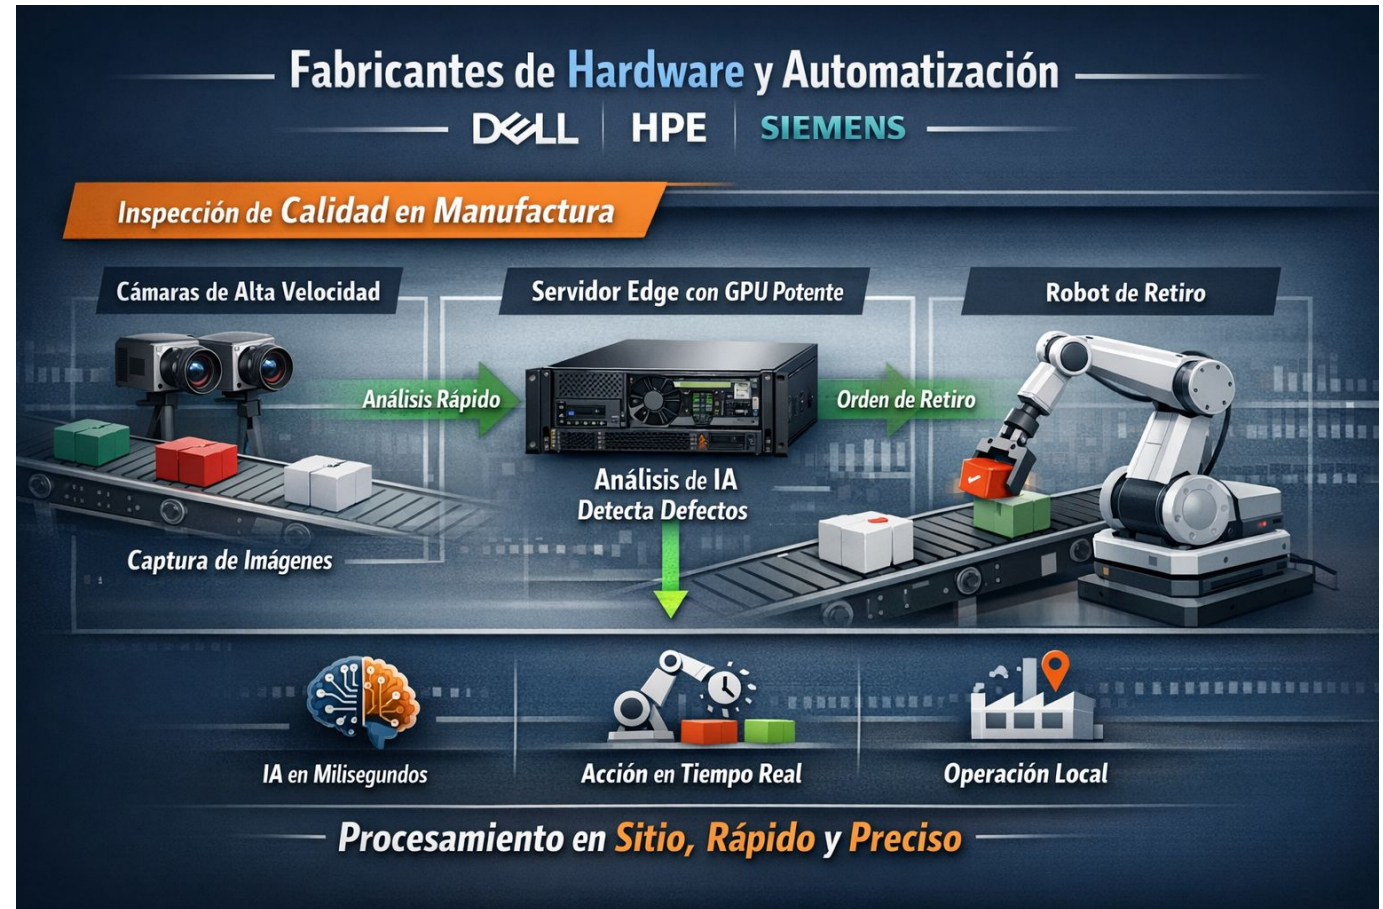 Fabricantes de Hardware y Automatización
DELL HPE SIEMENS
Inspección de Calidad en Manufactura
Cámaras de Alta Velocidad
Servidor Edge con GPU Potente
Robot de Retiro
Análisis Rápido
Orden de Retiro
Análisis de IA
Detecta Defectos
Captura de Imágenes
IA en Milisegundos
Acción en Tiempo Real
Operación Local
Procesamiento en Sitio, Rápido y Preciso